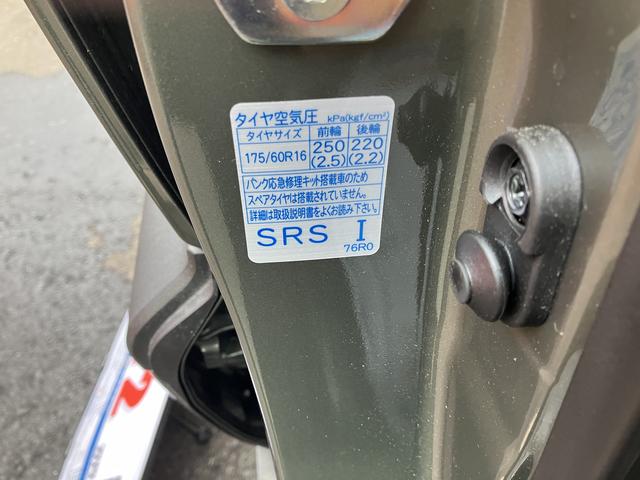 タイヤ空気圧 kPa(kgf/cm²)
タイヤサイズ 前輪 後輪
175/60R16 250 220
(2.5) (2.2)
パンク応急修理キット搭載車のため
スペアタイヤは搭載されていません。
詳細は取扱説明書をよくお読み下さい。
SRS I
76R0